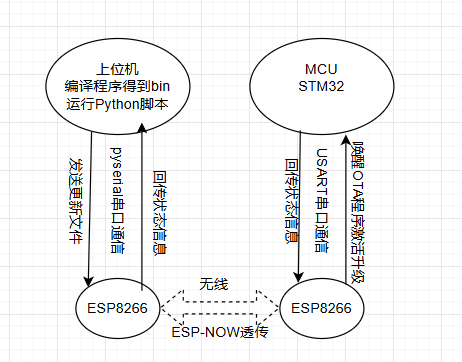 上位机
编译程序得到bin
运行Python脚本
MCU
STM32
发送更新文件
pyserial串口通信
回传状态信息
回传状态信息
USART串口通信
唤醒OTA程序激活升级
无线
ESP8266
ESP8266
ESP-NOW透传